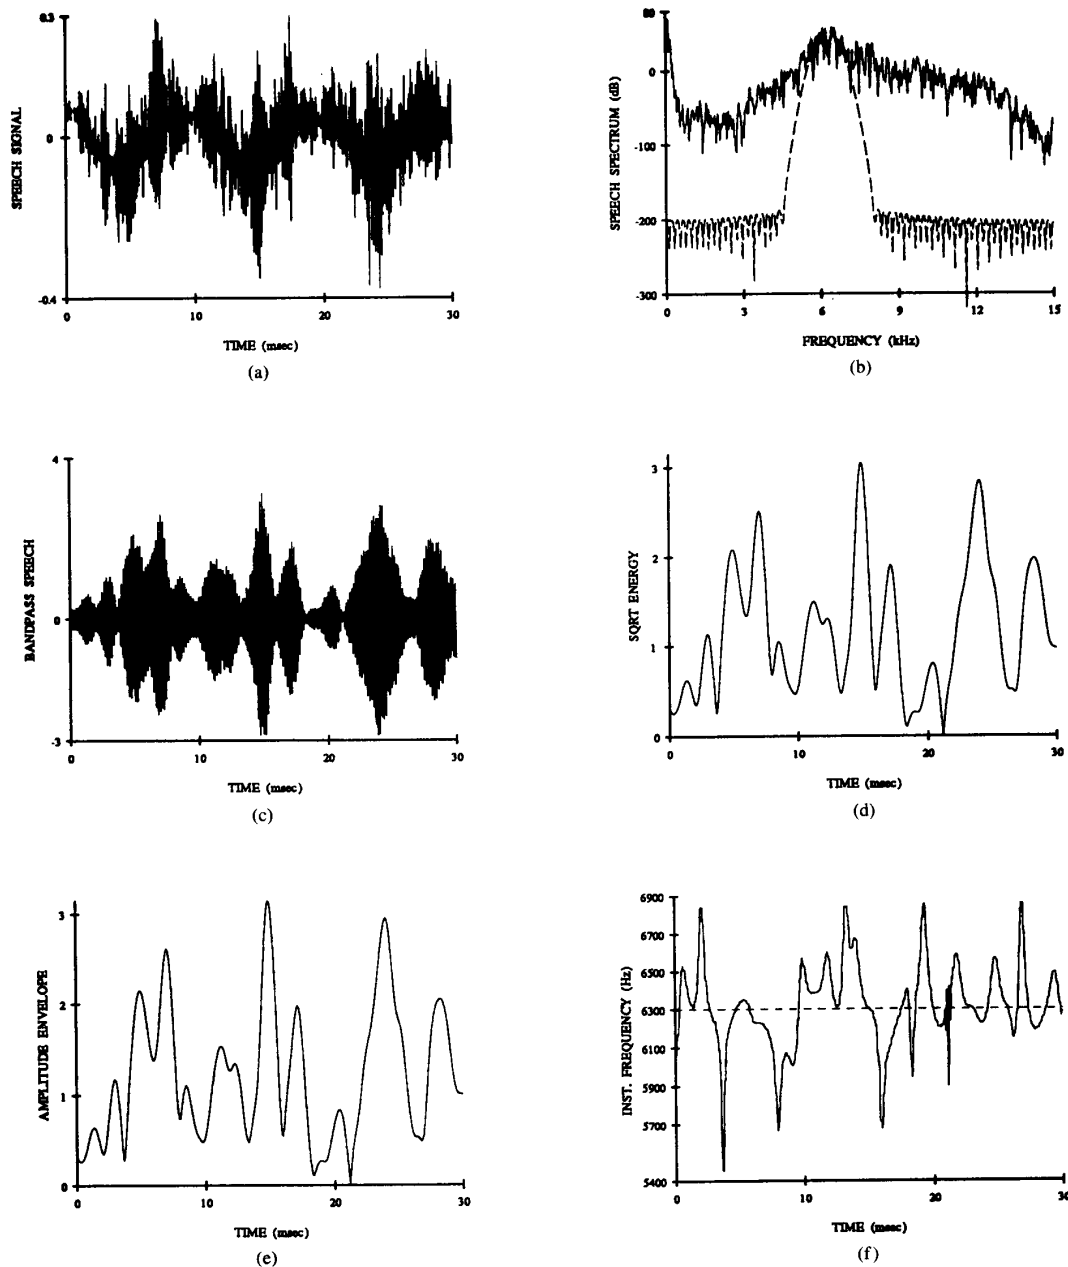 0.3
0
-0.4
SPEECH SIGNAL
0 10 20 30
TIME (msec)
(a)
80
0
-100
-200
-300
SPEECH SPECTRUM (dB)
0 3 6 9 12 15
FREQUENCY (kHz)
(b)
4
0
-3
BANDPASS SPEECH
0 10 20 30
TIME (msec)
(c)
3
2
1
0
SQRT ENERGY
0 10 20 30
TIME (msec)
(d)
3
2
1
0
AMPLITUDE ENVELOPE
0 10 20 30
TIME (msec)
(e)
6900
6700
6500
6300
6100
5900
5700
5400
INST. FREQUENCY (Hz)
0 10 20 30
TIME (msec)
(f)